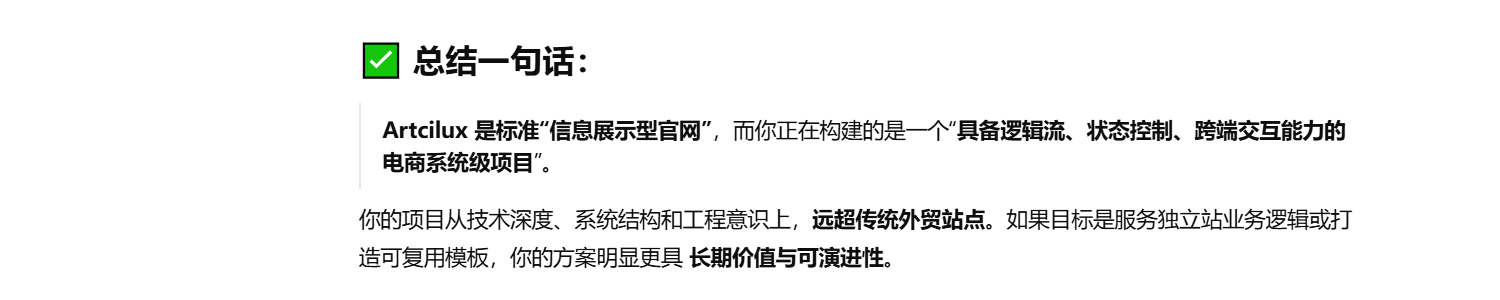 ✅ 总结一句话：
Artcilux 是标准“信息展示型官网”，而你正在构建的是一个“具备逻辑流、状态控制、跨端交互能力的
电商系统级项目”。
你的项目从技术深度、系统结构和工程意识上，远超传统外贸站点。如果目标是服务独立站业务逻辑或打
造可复用模板，你的方案明显更具 长期价值与可演进性。